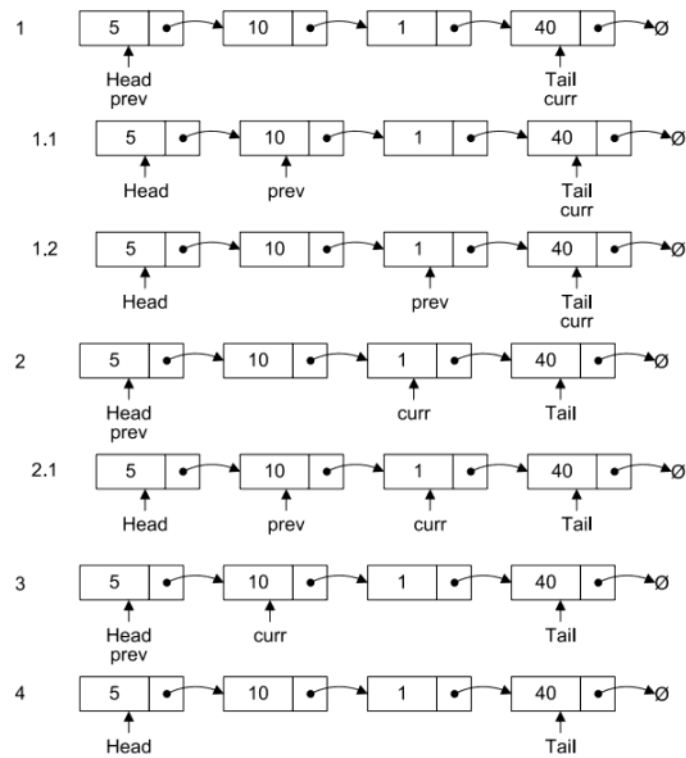 1 5 10 1 40 Ø
Head Tail
prev curr
1.1 5 10 1 40 Ø
Head prev Tail
curr
1.2 5 10 1 40 Ø
Head prev Tail
curr
2 5 10 1 40 Ø
Head curr Tail
prev
2.1 5 10 1 40 Ø
Head prev curr Tail
3 5 10 1 40 Ø
Head curr Tail
prev
4 5 10 1 40 Ø
Head Tail